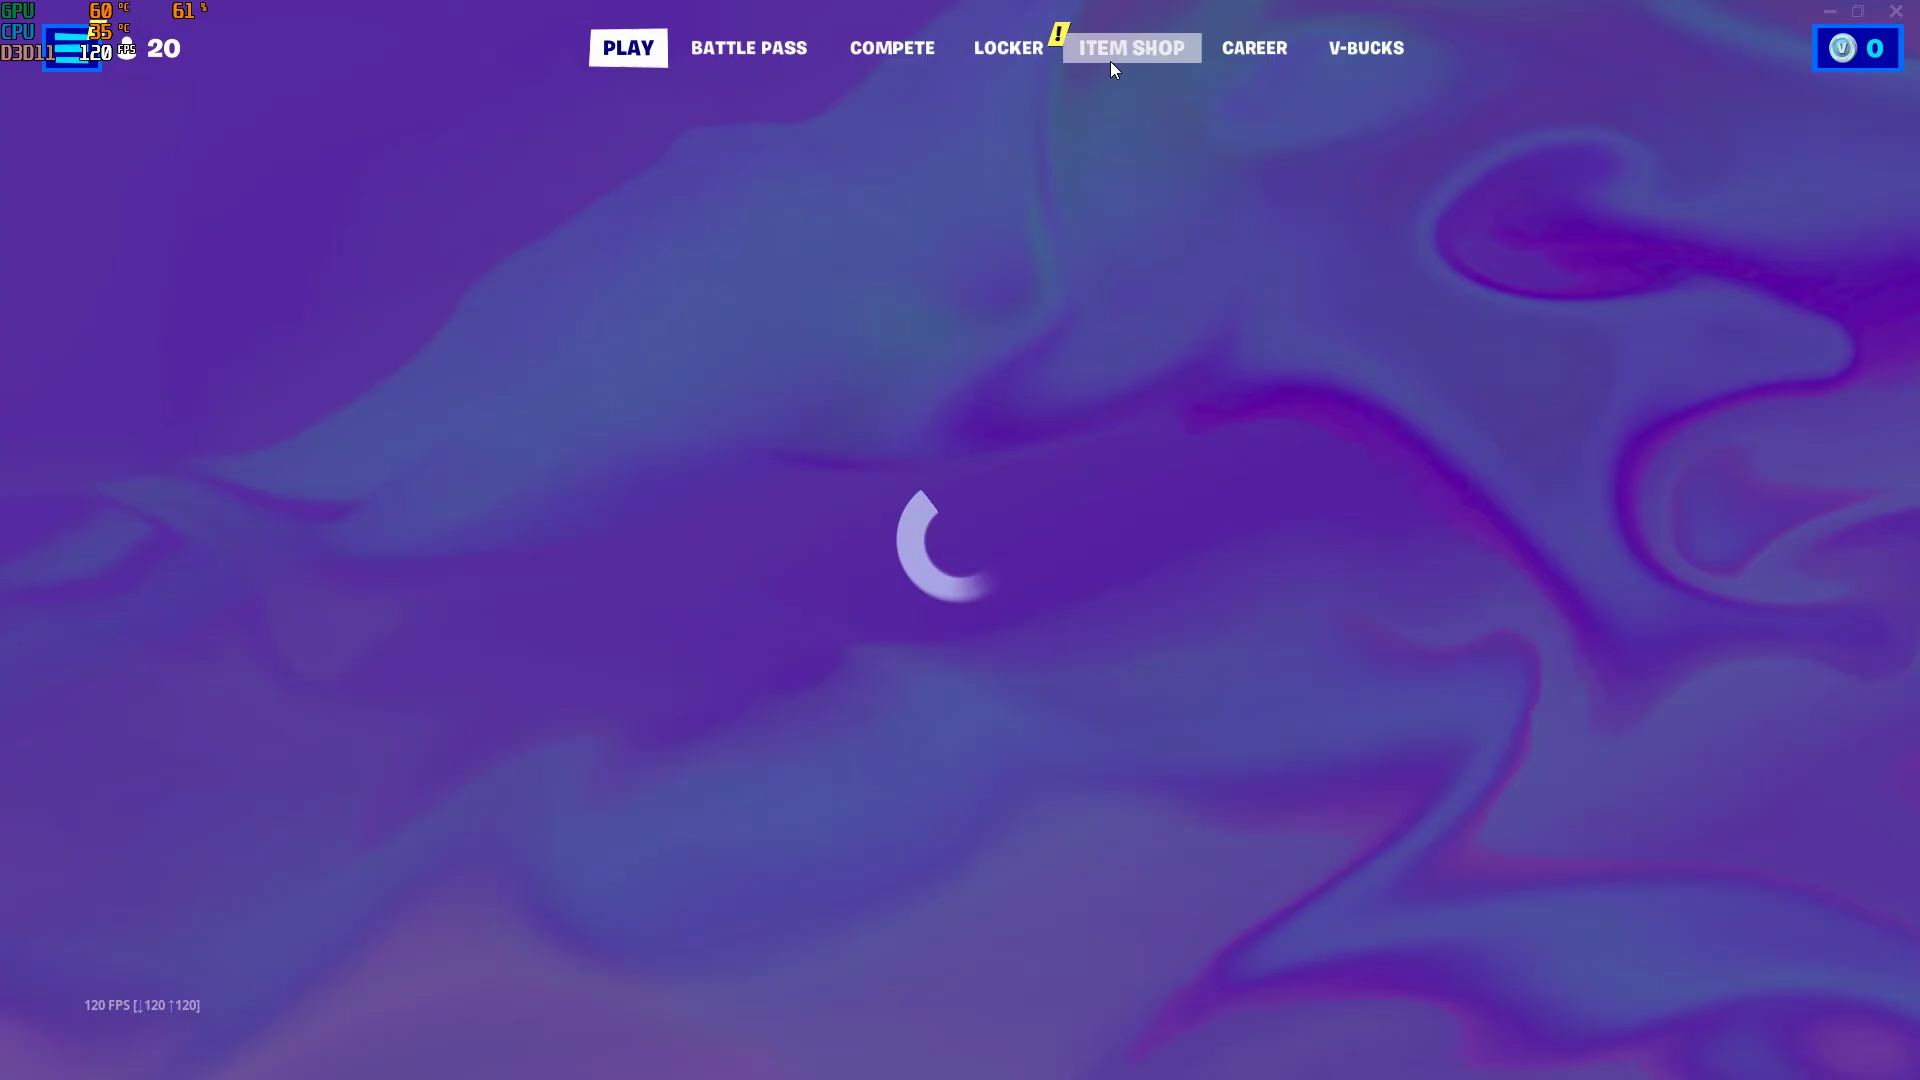 GPU 60 °C 61 %
CPU 35 °C
D3D11 120 FPS 20
PLAY BATTLE PASS COMPETE LOCKER ! ITEM SHOP CAREER V-BUCKS V 0
120 FPS [↓120 ↑120]